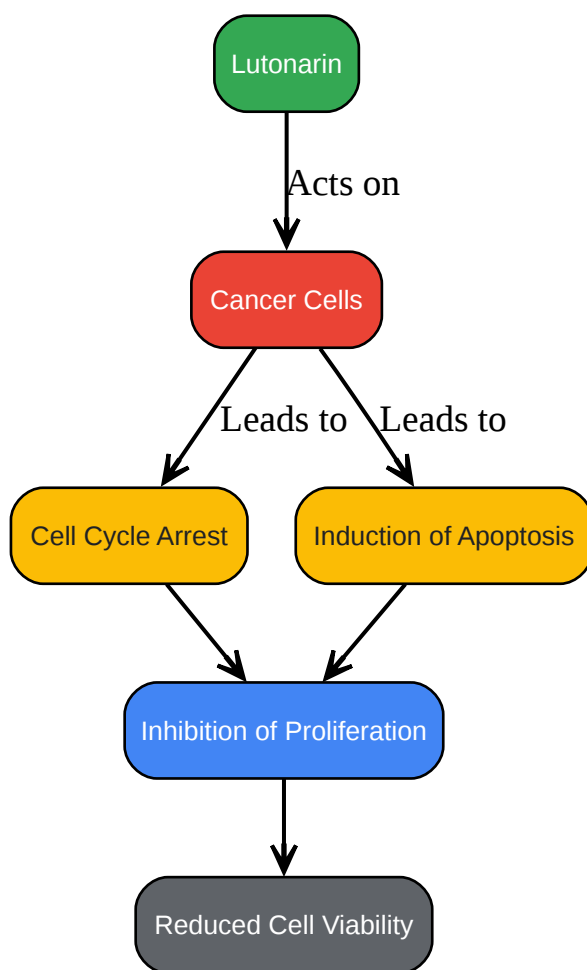 Lutonarin
Acts on
Cancer Cells
Leads to
Leads to
Cell Cycle Arrest
Induction of Apoptosis
Inhibition of Proliferation
Reduced Cell Viability